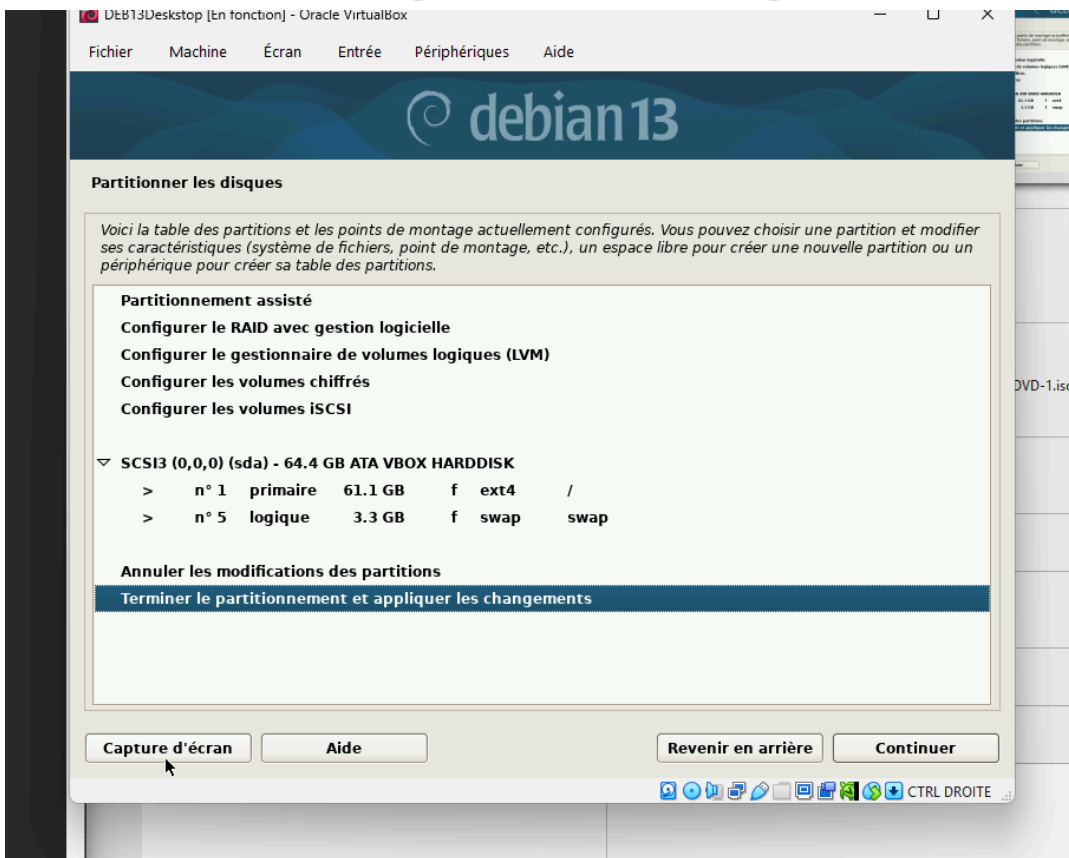 DEB13Deskstop [En fonction] - Oracle VirtualBox
Fichier Machine Écran Entrée Périphériques Aide
debian 13
Partitionner les disques
Voici la table des partitions et les points de montage actuellement configurés. Vous pouvez choisir une partition et modifier
ses caractéristiques (système de fichiers, point de montage, etc.), un espace libre pour créer une nouvelle partition ou un
périphérique pour créer sa table des partitions.
Partitionnement assisté
Configurer le RAID avec gestion logicielle
Configurer le gestionnaire de volumes logiques (LVM)
Configurer les volumes chiffrés
Configurer les volumes iSCSI
SCSI3 (0,0,0) (sda) - 64.4 GB ATA VBOX HARDDISK
> n° 1 primaire 61.1 GB f ext4 /
> n° 5 logique 3.3 GB f swap swap
Annuler les modifications des partitions
Terminer le partitionnement et appliquer les changements
Capture d'écran Aide Revenir en arrière Continuer
CTRL DROITE
DVD-1.iso